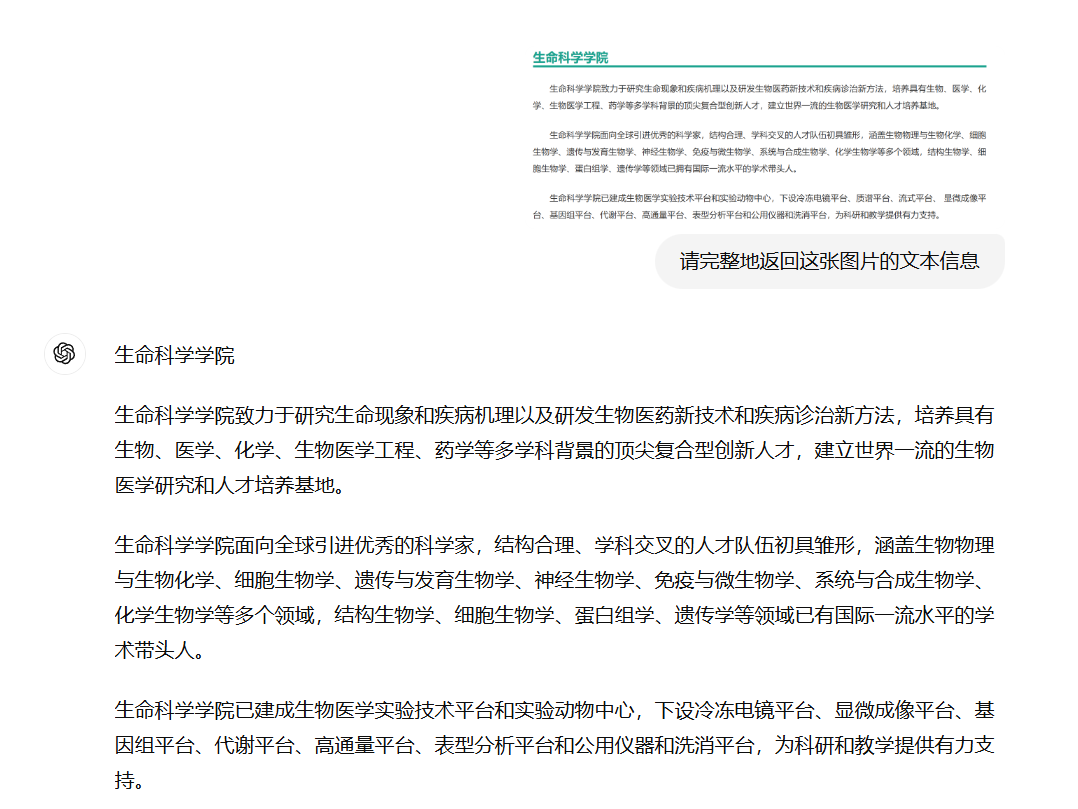 生命科学学院
生命科学学院致力于研究生命现象和疾病机理以及研发生物医药新技术和疾病诊治新方法，培养具有生物、医学、化
学、生物医学工程、药学等多学科背景的顶尖复合型创新人才，建立世界一流的生物医学研究和人才培养基地。
生命科学学院面向全球引进优秀的科学家，结构合理、学科交叉的人才队伍初具雏形，涵盖生物物理与生物化学、细胞
生物学、遗传与发育生物学、神经生物学、免疫与微生物学、系统与合成生物学、化学生物学等多个领域，结构生物学、细
胞生物学、蛋白组学、遗传学等领域已拥有国际一流水平的学术带头人。
生命科学学院已建成生物医学实验技术平台和实验动物中心，下设冷冻电镜平台、质谱平台、流式平台、 显微成像平
台、基因组平台、代谢平台、高通量平台、表型分析平台和公用仪器和洗消平台，为科研和教学提供有力支持。
请完整地返回这张图片的文本信息
生命科学学院
生命科学学院致力于研究生命现象和疾病机理以及研发生物医药新技术和疾病诊治新方法，培养具有
生物、医学、化学、生物医学工程、药学等多学科背景的顶尖复合型创新人才，建立世界一流的生物
医学研究和人才培养基地。
生命科学学院面向全球引进优秀的科学家，结构合理、学科交叉的人才队伍初具雏形，涵盖生物物理
与生物化学、细胞生物学、遗传与发育生物学、神经生物学、免疫与微生物学、系统与合成生物学、
化学生物学等多个领域，结构生物学、细胞生物学、蛋白组学、遗传学等领域已有国际一流水平的学
术带头人。
生命科学学院已建成生物医学实验技术平台和实验动物中心，下设冷冻电镜平台、显微成像平台、基
因组平台、代谢平台、高通量平台、表型分析平台和公用仪器和洗消平台，为科研和教学提供有力支
持。